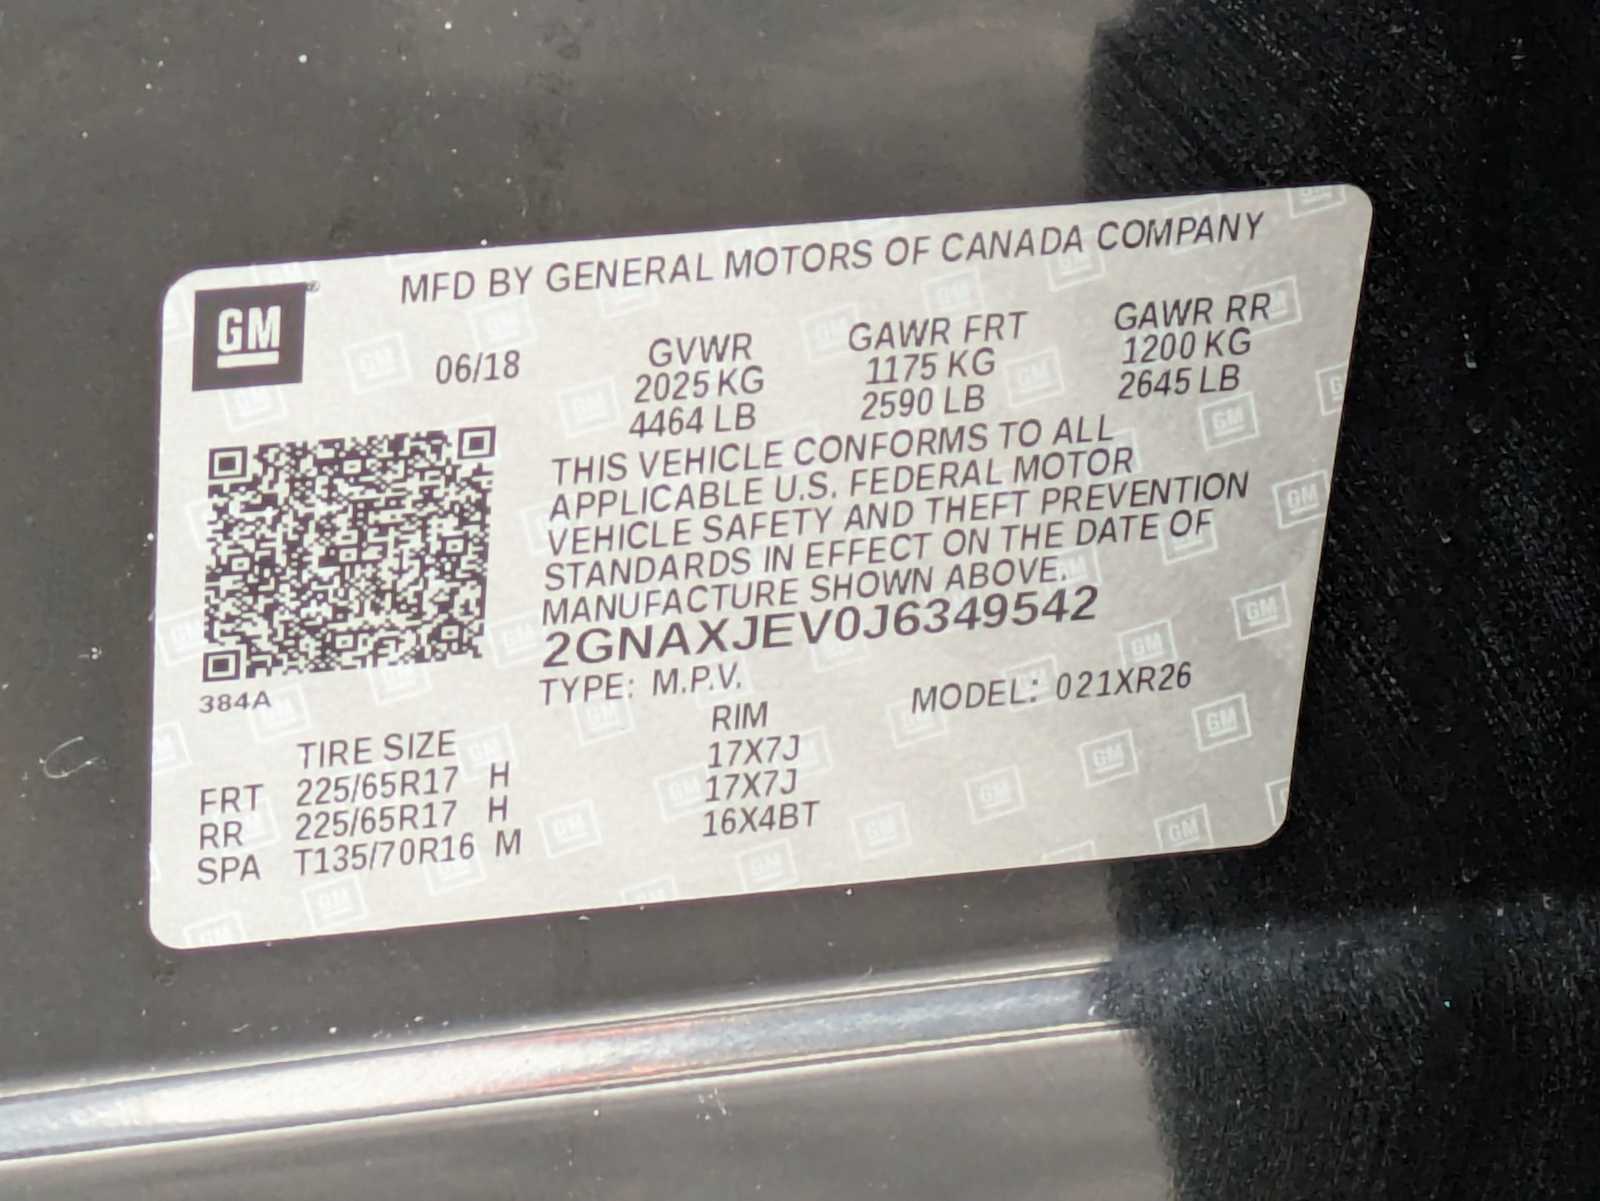 MFD BY GENERAL MOTORS OF CANADA COMPANY
GM
06/18
GVWR GAWR FRT GAWR RR
2025 KG 1175 KG 1200 KG
4464 LB 2590 LB 2645 LB
THIS VEHICLE CONFORMS TO ALL
APPLICABLE U.S. FEDERAL MOTOR
VEHICLE SAFETY AND THEFT PREVENTION
STANDARDS IN EFFECT ON THE DATE OF
MANUFACTURE SHOWN ABOVE.
2GNAXJEV0J6349542
384A
TYPE: M.P.V. MODEL: 021XR26
TIRE SIZE RIM
FRT 225/65R17 H 17X7J
RR 225/65R17 H 17X7J
SPA T135/70R16 M 16X4BT